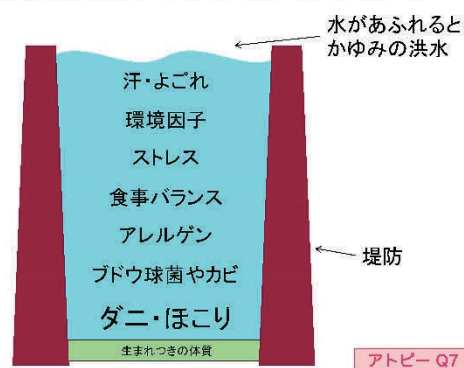 水があふれると
かゆみの洪水
汗・よごれ
環境因子
ストレス
食事バランス
アレルゲン
ブドウ球菌やカビ
堤防
ダニ・ほこり
生まれつきの体質
アトピー Q7